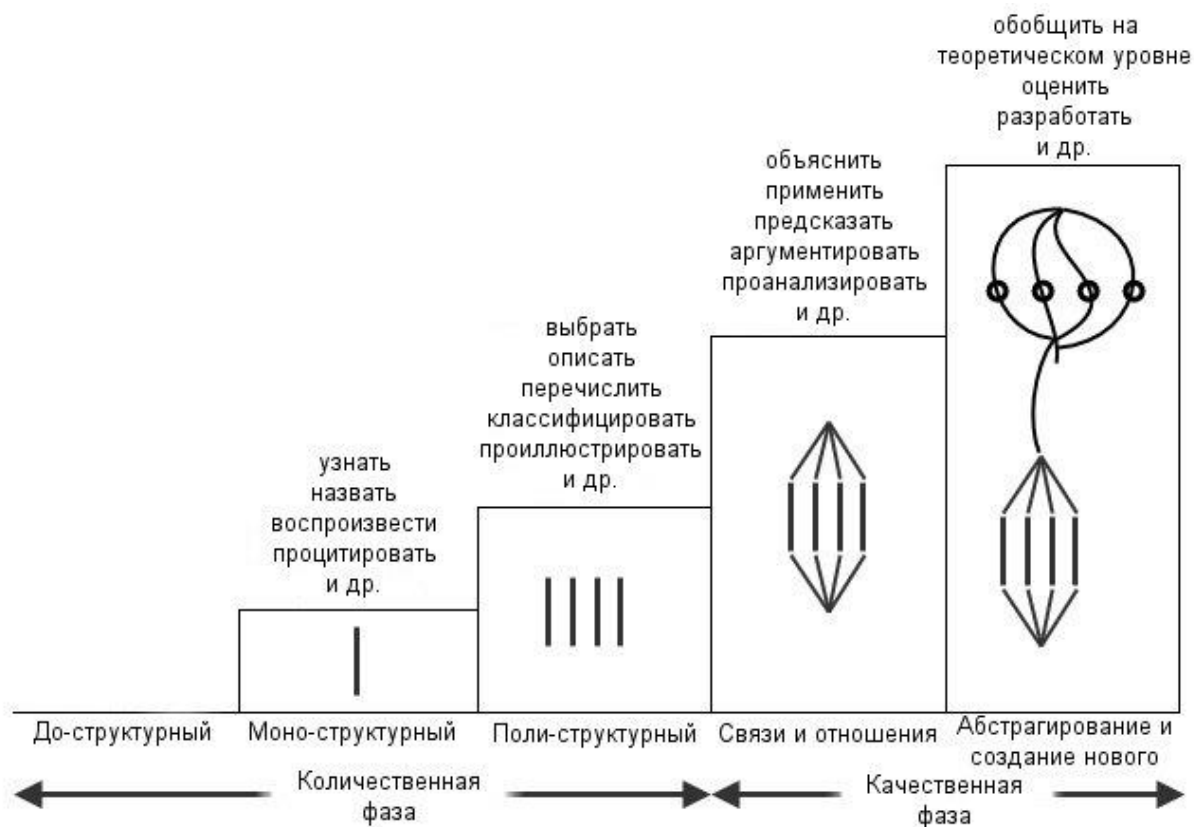 обобщить на
теоретическом уровне
оценить
разработать
и др.
объяснить
применить
предсказать
аргументировать
проанализировать
и др.
выбрать
описать
перечислить
классифицировать
проиллюстрировать
и др.
узнать
назвать
воспроизвести
процитировать
и др.
До-структурный
Моно-структурный
Поли-структурный
Связи и отношения
Абстрагирование и
создание нового
Количественная
фаза
Качественная
фаза